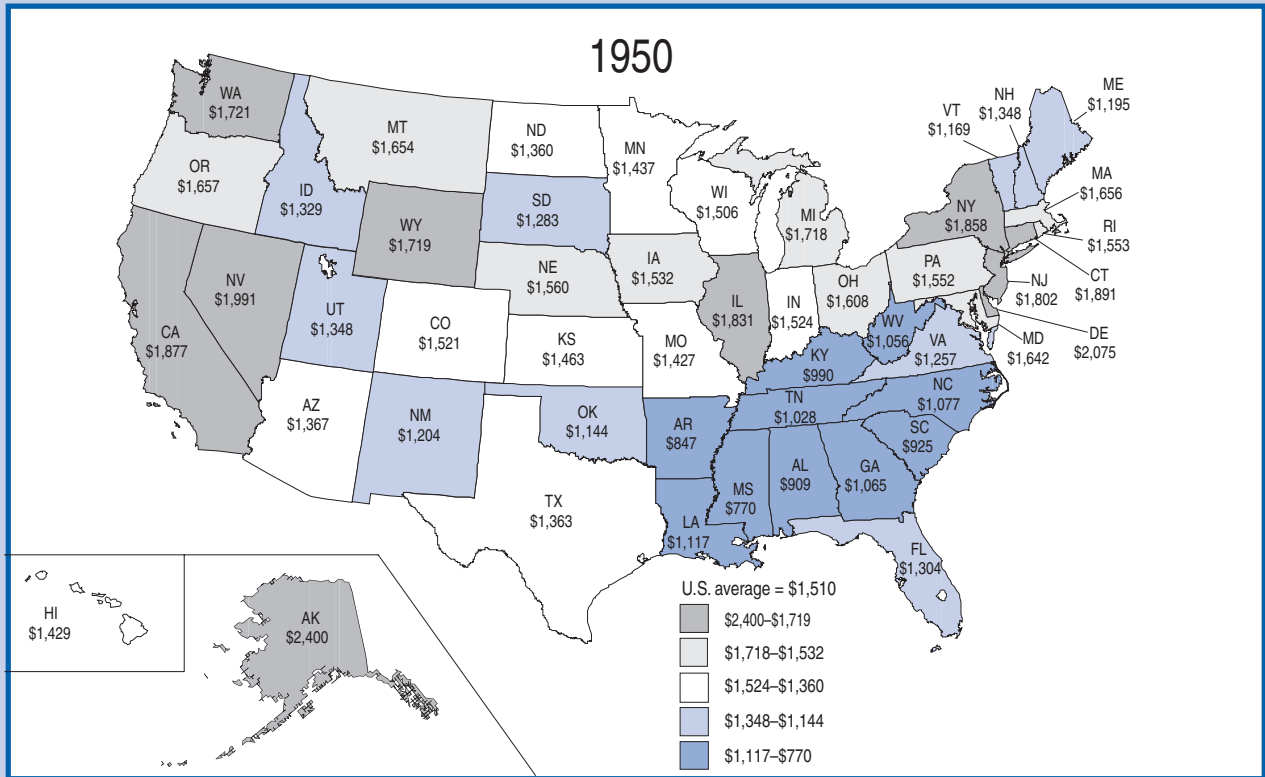 1950
WA
$1,721
OR
$1,657
CA
$1,877
NV
$1,991
ID
$1,329
MT
$1,654
WY
$1,719
UT
$1,348
CO
$1,521
AZ
$1,367
NM
$1,204
ND
$1,360
SD
$1,283
NE
$1,560
KS
$1,463
OK
$1,144
TX
$1,363
MN
$1,437
IA
$1,532
MO
$1,427
AR
$847
LA
$1,117
WI
$1,506
IL
$1,831
MI
$1,718
IN
$1,524
OH
$1,608
KY
$990
TN
$1,028
MS
$770
AL
$909
GA
$1,065
FL
$1,304
SC
$925
NC
$1,077
VA
$1,257
WV
$1,056
PA
$1,552
NY
$1,858
VT
$1,169
NH
$1,348
ME
$1,195
MA
$1,656
RI
$1,553
CT
$1,891
NJ
$1,802
DE
$2,075
MD
$1,642
HI
$1,429
AK
$2,400
U.S. average = $1,510
$2,400–$1,719
$1,718–$1,532
$1,524–$1,360
$1,348–$1,144
$1,117–$770